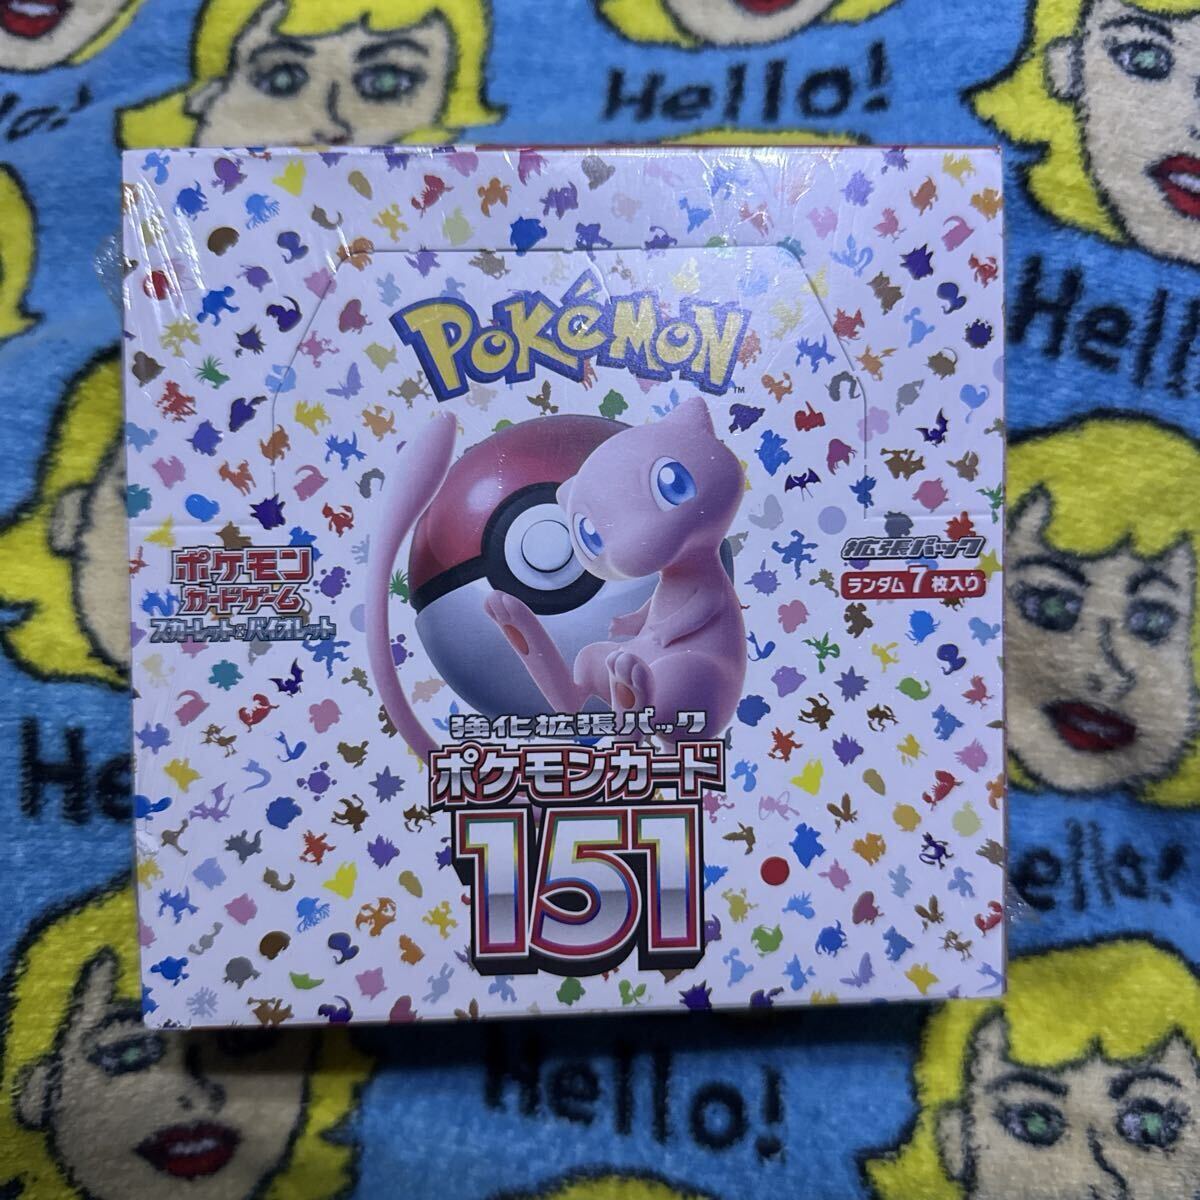 Hello!
Hello!
POKéMON
TM
ポケモン
カードゲーム
スカーレット&バイオレット
拡張パック
ランダム7枚入り
強化拡張パック
ポケモンカード
151
He
ello!
Hello!